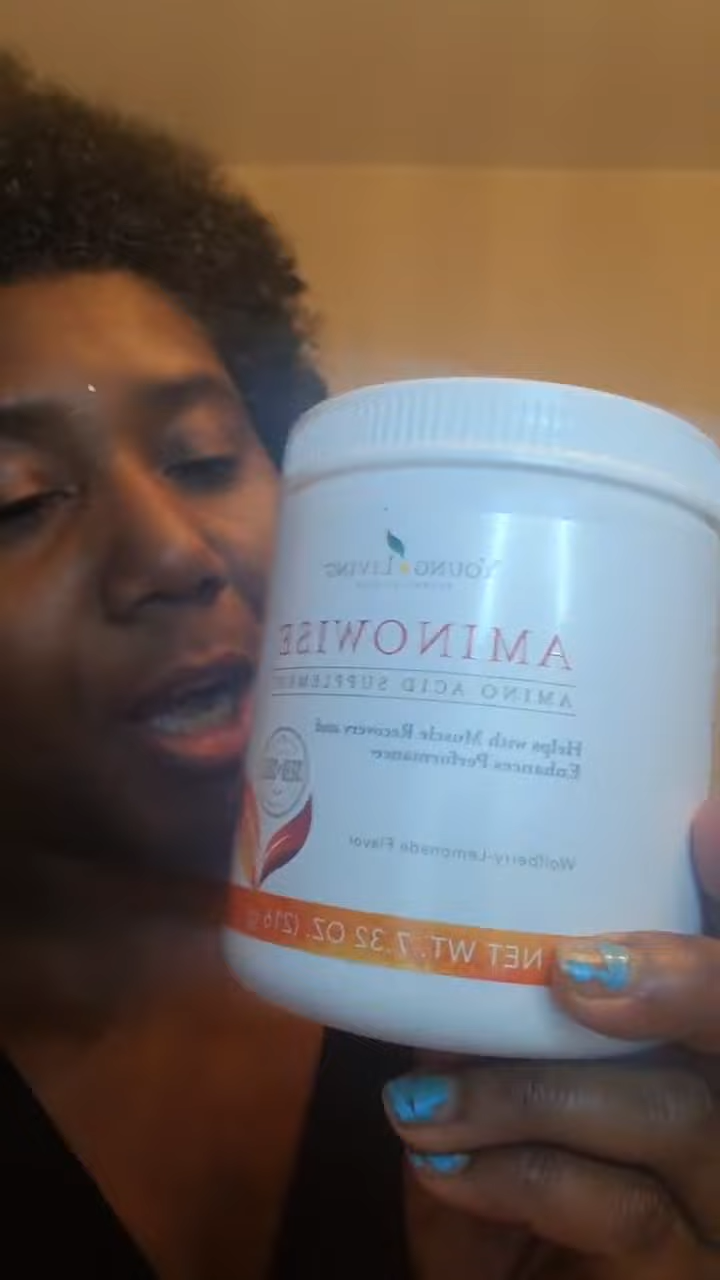 YOUNG LIVING
AMINOWISE
AMINO ACID SUPPLEMENT
Helps with Muscle Recovery and
Enhances Performance
Wolfberry-Lemonade Flavor
NET WT. 7.32 OZ. (216 g